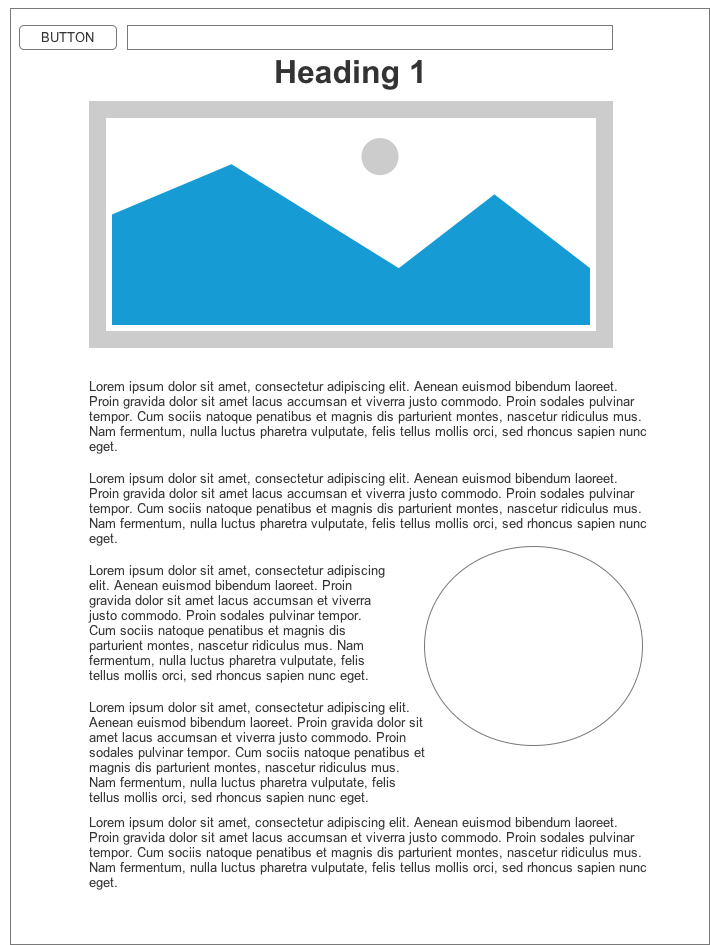 BUTTON
Heading 1
Lorem ipsum dolor sit amet, consectetur adipiscing elit. Aenean euismod bibendum laoreet.
Proin gravida dolor sit amet lacus accumsan et viverra justo commodo. Proin sodales pulvinar
tempor. Cum sociis natoque penatibus et magnis dis parturient montes, nascetur ridiculus mus.
Nam fermentum, nulla luctus pharetra vulputate, felis tellus mollis orci, sed rhoncus sapien nunc
eget.
Lorem ipsum dolor sit amet, consectetur adipiscing elit. Aenean euismod bibendum laoreet.
Proin gravida dolor sit amet lacus accumsan et viverra justo commodo. Proin sodales pulvinar
tempor. Cum sociis natoque penatibus et magnis dis parturient montes, nascetur ridiculus mus.
Nam fermentum, nulla luctus pharetra vulputate, felis tellus mollis orci, sed rhoncus sapien nunc
eget.
Lorem ipsum dolor sit amet, consectetur adipiscing
elit. Aenean euismod bibendum laoreet. Proin
gravida dolor sit amet lacus accumsan et viverra
justo commodo. Proin sodales pulvinar tempor.
Cum sociis natoque penatibus et magnis dis
parturient montes, nascetur ridiculus mus. Nam
fermentum, nulla luctus pharetra vulputate, felis
tellus mollis orci, sed rhoncus sapien nunc eget.
Lorem ipsum dolor sit amet, consectetur adipiscing elit.
Aenean euismod bibendum laoreet. Proin gravida dolor sit
amet lacus accumsan et viverra justo commodo. Proin
sodales pulvinar tempor. Cum sociis natoque penatibus et
magnis dis parturient montes, nascetur ridiculus mus.
Nam fermentum, nulla luctus pharetra vulputate, felis
tellus mollis orci, sed rhoncus sapien nunc eget.
Lorem ipsum dolor sit amet, consectetur adipiscing elit. Aenean euismod bibendum laoreet.
Proin gravida dolor sit amet lacus accumsan et viverra justo commodo. Proin sodales pulvinar
tempor. Cum sociis natoque penatibus et magnis dis parturient montes, nascetur ridiculus mus.
Nam fermentum, nulla luctus pharetra vulputate, felis tellus mollis orci, sed rhoncus sapien nunc
eget.